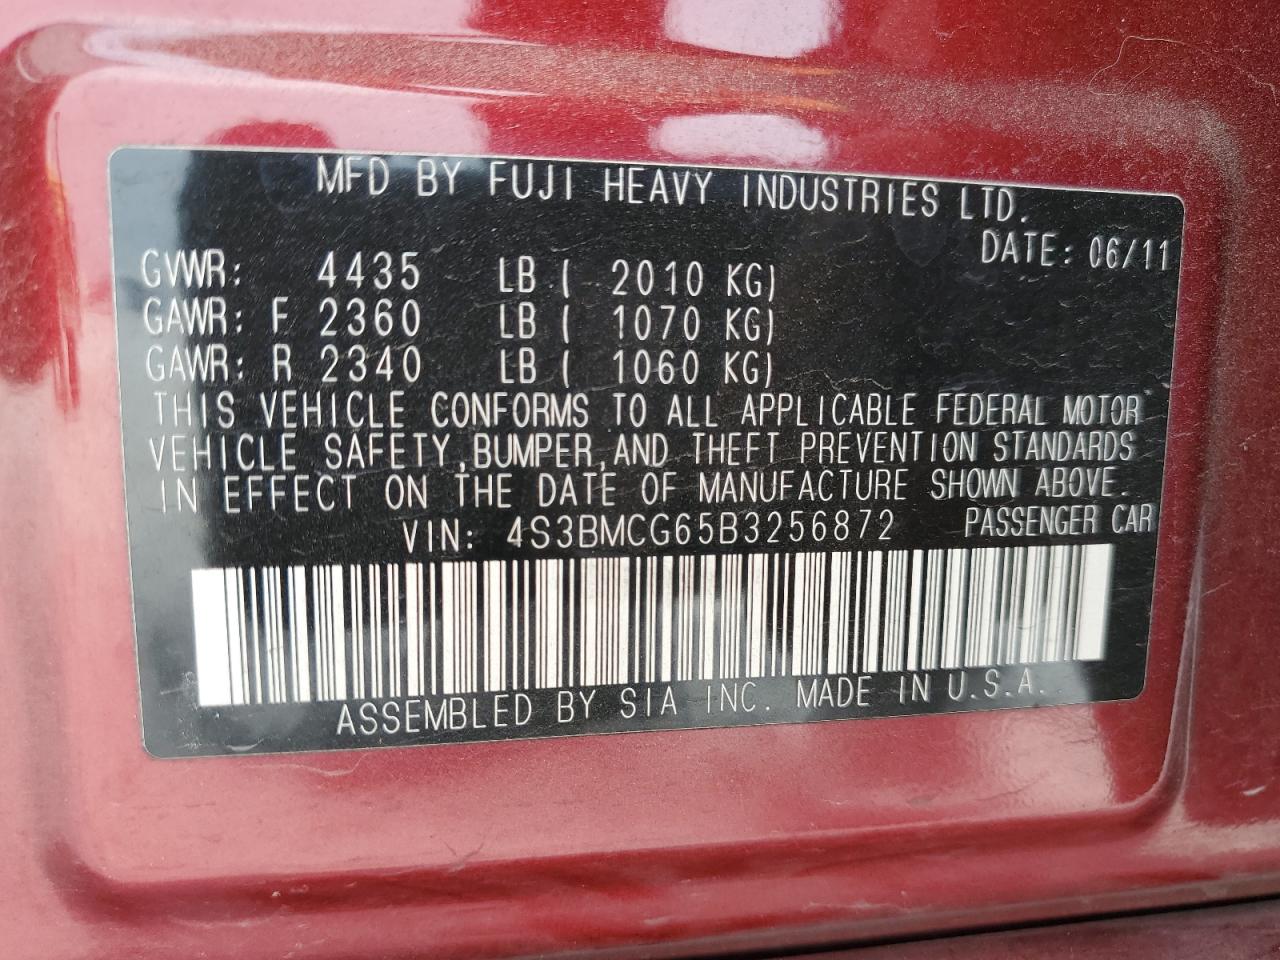 MFD BY FUJI HEAVY INDUSTRIES LTD.
DATE: 06/11
GVWR: 4435 LB ( 2010 KG)
GAWR: F 2360 LB ( 1070 KG)
GAWR: R 2340 LB ( 1060 KG)
THIS VEHICLE CONFORMS TO ALL APPLICABLE FEDERAL MOTOR
VEHICLE SAFETY,BUMPER,AND THEFT PREVENTION STANDARDS
IN EFFECT ON THE DATE OF MANUFACTURE SHOWN ABOVE.
VIN: 4S3BMCG65B3256872 PASSENGER CAR
ASSEMBLED BY SIA INC. MADE IN U.S.A.